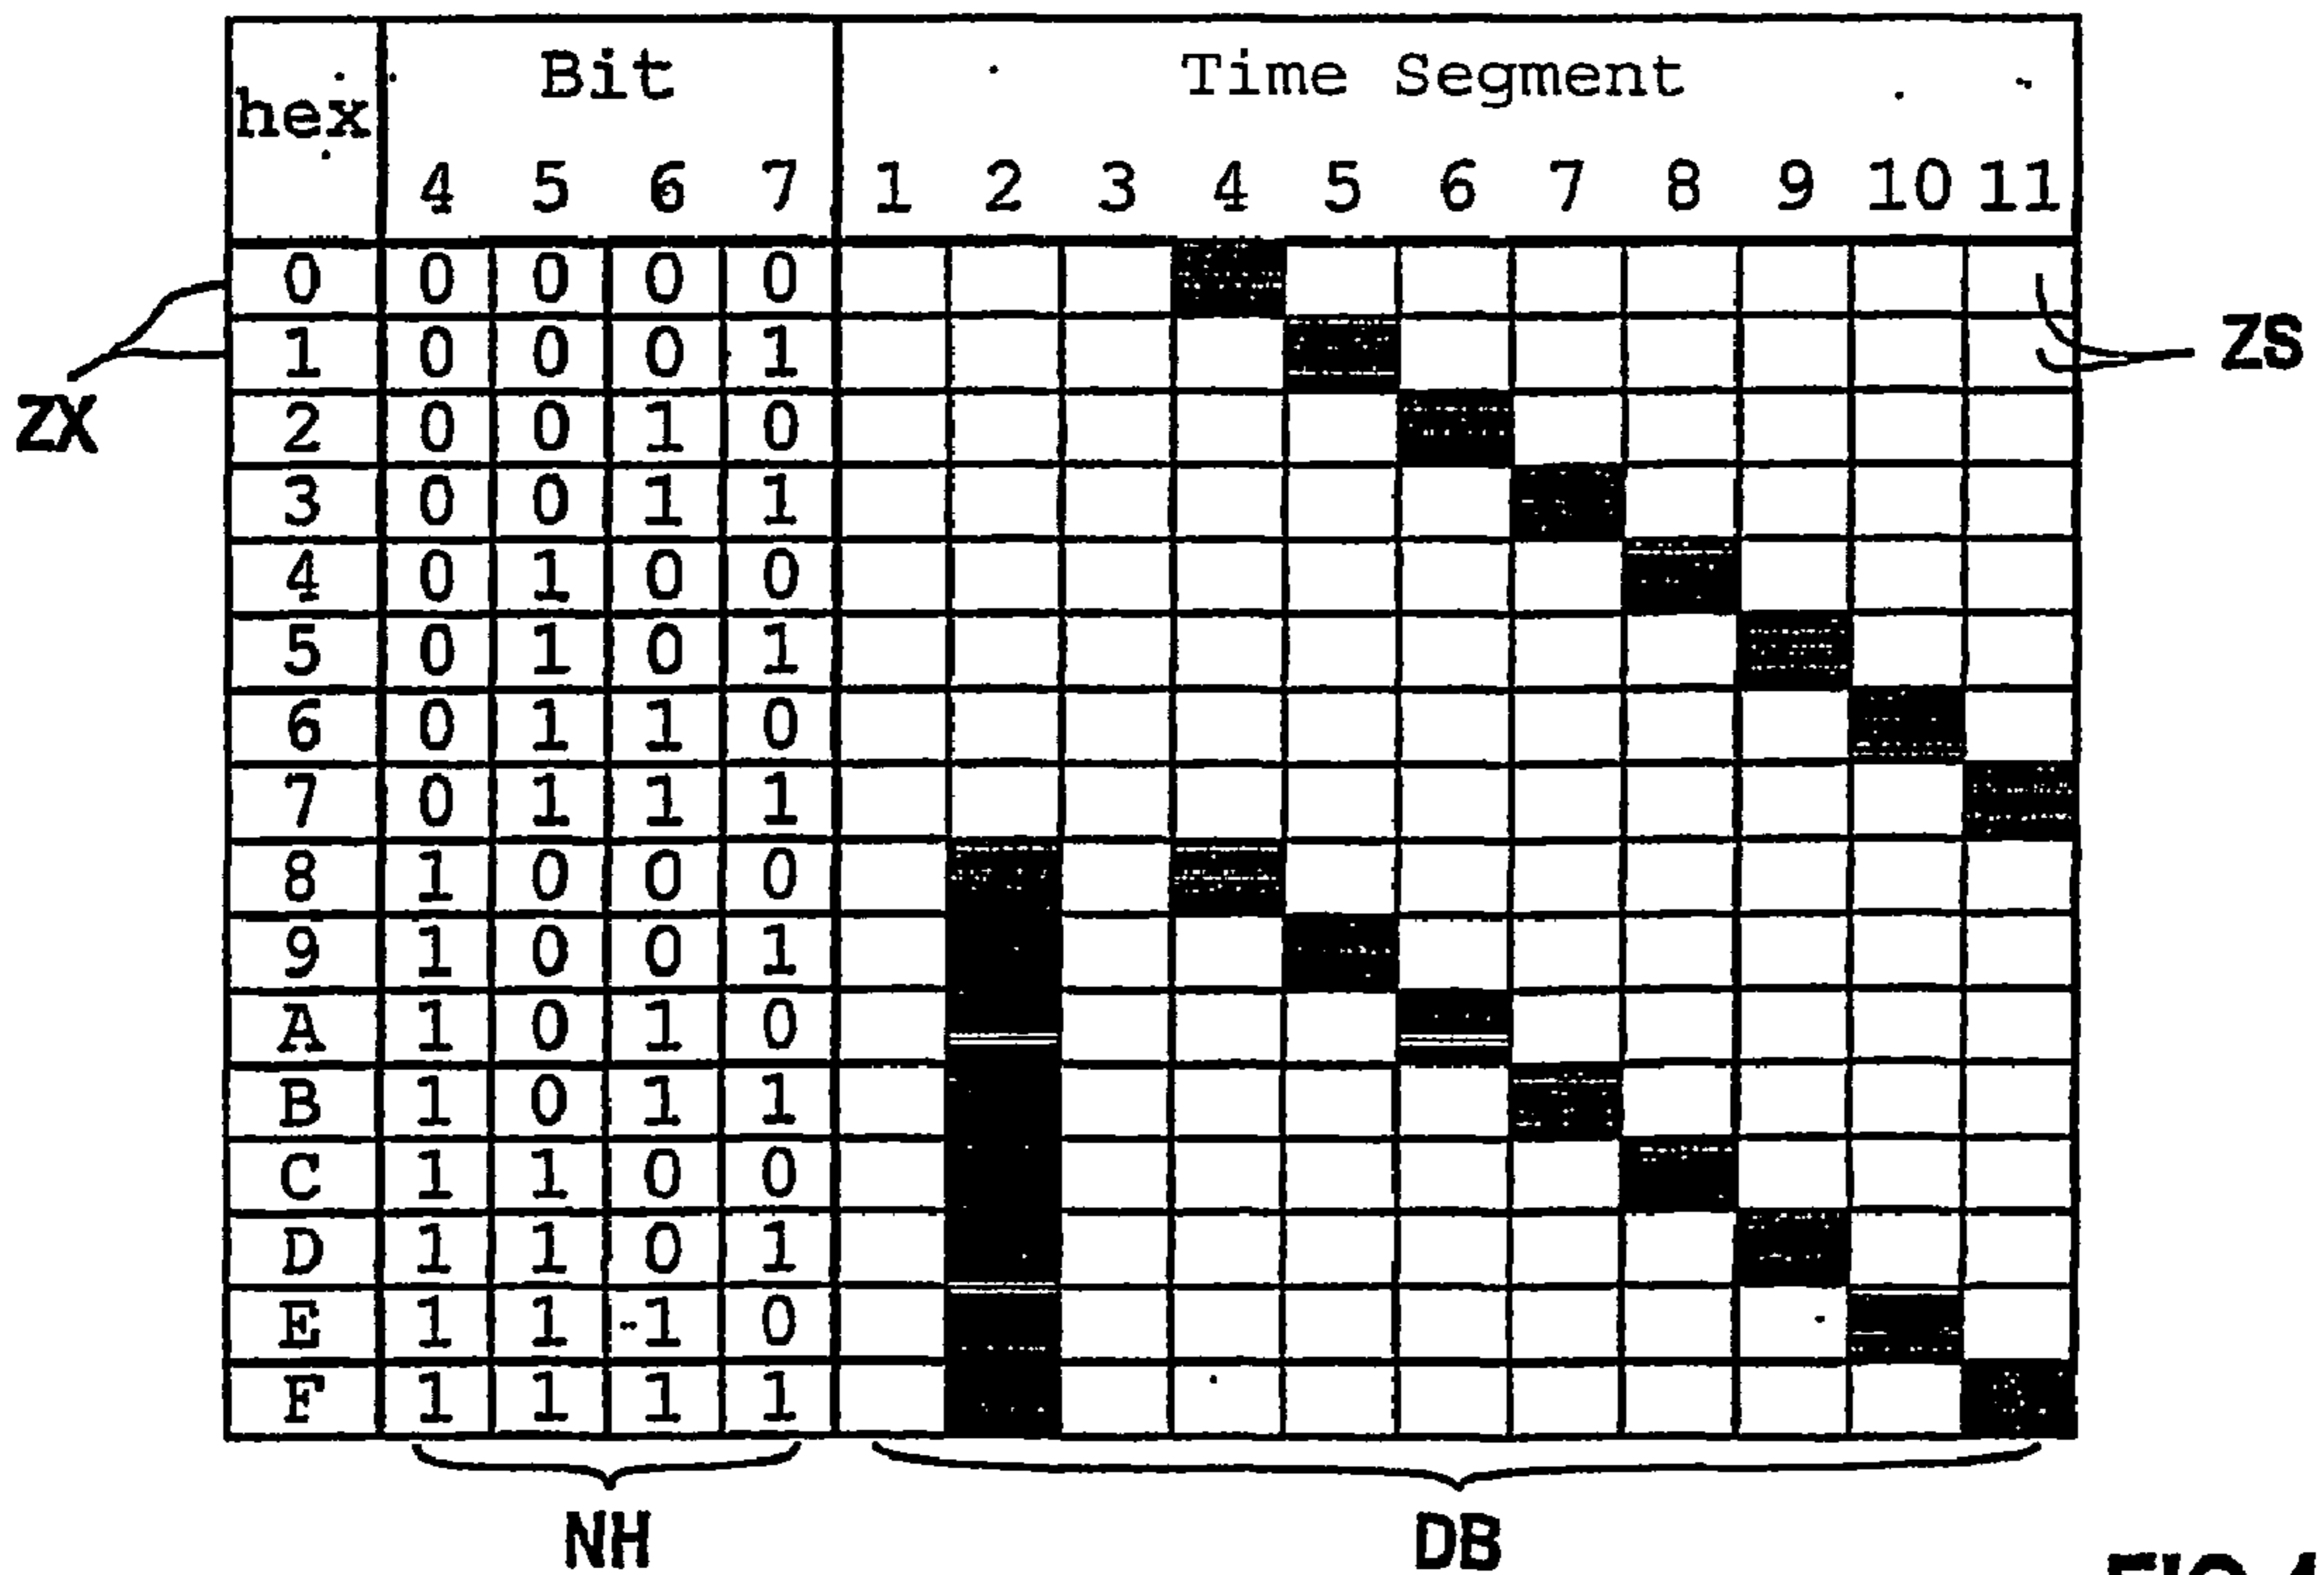 Bit Time Segment
hex
4 5 6 7 1 2 3 4 5 6 7 8 9 10 11
0 0 0 0 0
1 0 0 0 1 ZS
ZX 2 0 0 1 0
3 0 0 1 1
4 0 1 0 0
5 0 1 0 1
6 0 1 1 0
7 0 1 1 1
8 1 0 0 0
9 1 0 0 1
A 1 0 1 0
B 1 0 1 1
C 1 1 0 0
D 1 1 0 1
E 1 1 1 0
F 1 1 1 1
NH DB